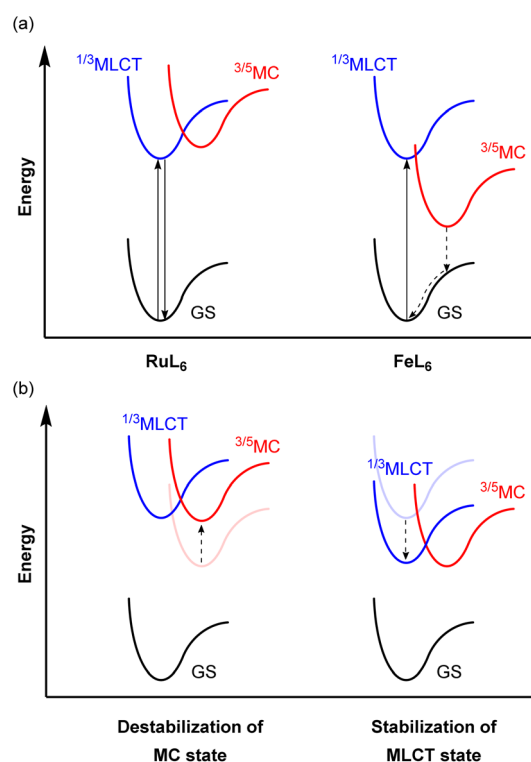 (a)
1/3MLCT
3/5MC
1/3MLCT
3/5MC
Energy
GS
GS
RuL6
FeL6
(b)
1/3MLCT
3/5MC
1/3MLCT
3/5MC
Energy
GS
GS
Destabilization of
MC state
Stabilization of
MLCT state